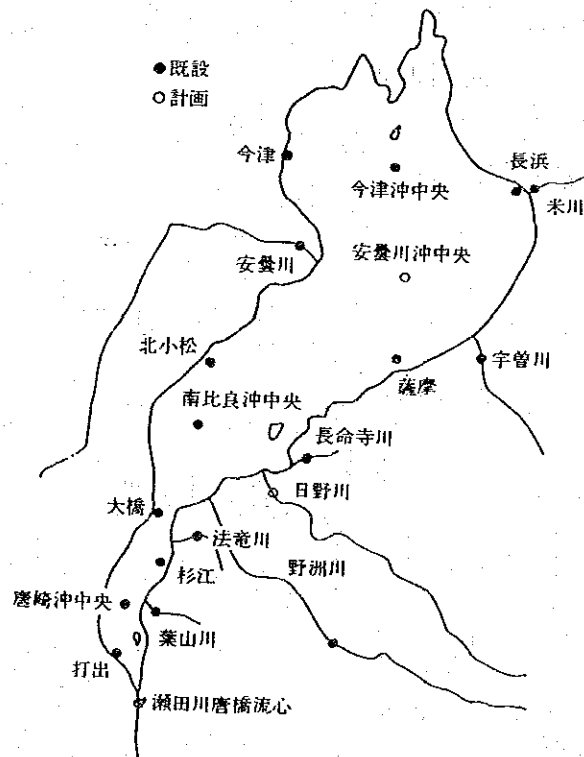 ●既設
○計画
今津
今津沖中央
長浜
米川
安曇川
安曇川沖中央
北小松
薩摩
宇曽川
南比良沖中央
長命寺川
日野川
大橋
法竜川
杉江
野洲川
唐崎沖中央
葉山川
打出
瀬田川唐橋流心